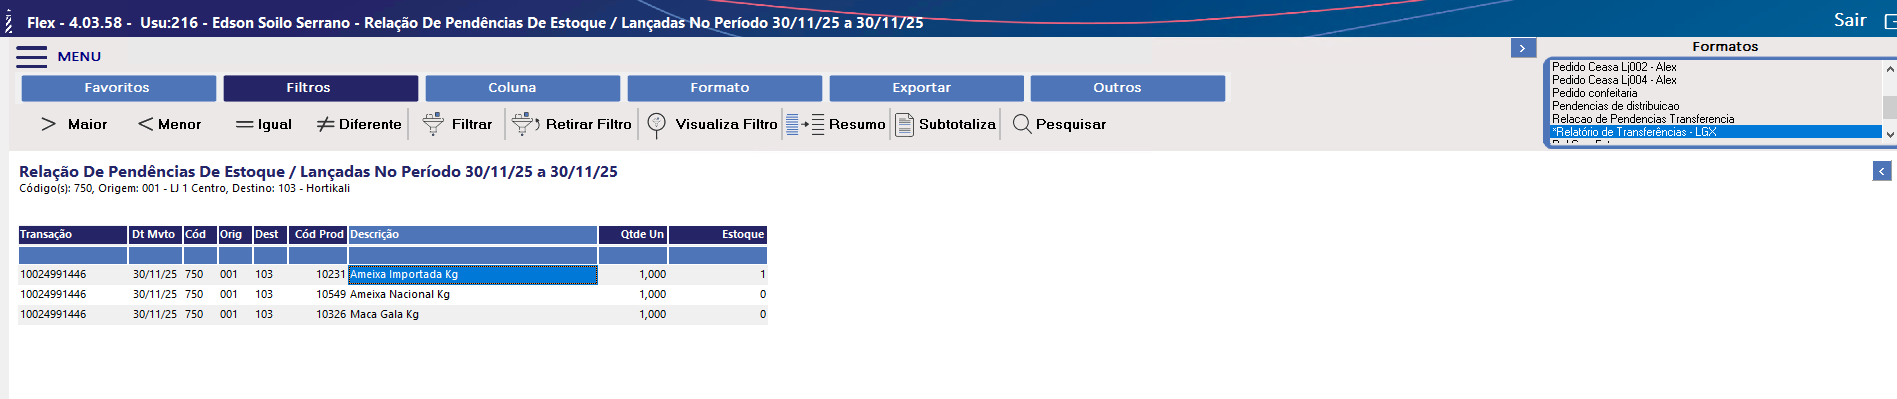 Flex - 4.03.58 - Usu:216 - Edson Soilo Serrano - Relação De Pendências De Estoque / Lançadas No Período 30/11/25 a 30/11/25
Sair
MENU
Formatos
Favoritos Filtros Coluna Formato Exportar Outros
> Maior < Menor = Igual ≠ Diferente Filtrar Retirar Filtro Visualiza Filtro Resumo Subtotaliza Pesquisar
Pedido Ceasa Lj002 - Alex
Pedido Ceasa Lj004 - Alex
Pedido confeitaria
Pendencias de distribuicao
Relacao de Pendencias Transferencia
*Relatório de Transferências - LGX
Relação De Pendências De Estoque / Lançadas No Período 30/11/25 a 30/11/25
Código(s): 750, Origem: 001 - LJ 1 Centro, Destino: 103 - Hortikali
Transação Dt Mvto Cód Orig Dest Cód Prod Descrição Qtde Un Estoque
10024991446 30/11/25 750 001 103 10231 Ameixa Importada Kg 1,000 1
10024991446 30/11/25 750 001 103 10549 Ameixa Nacional Kg 1,000 0
10024991446 30/11/25 750 001 103 10326 Maca Gala Kg 1,000 0